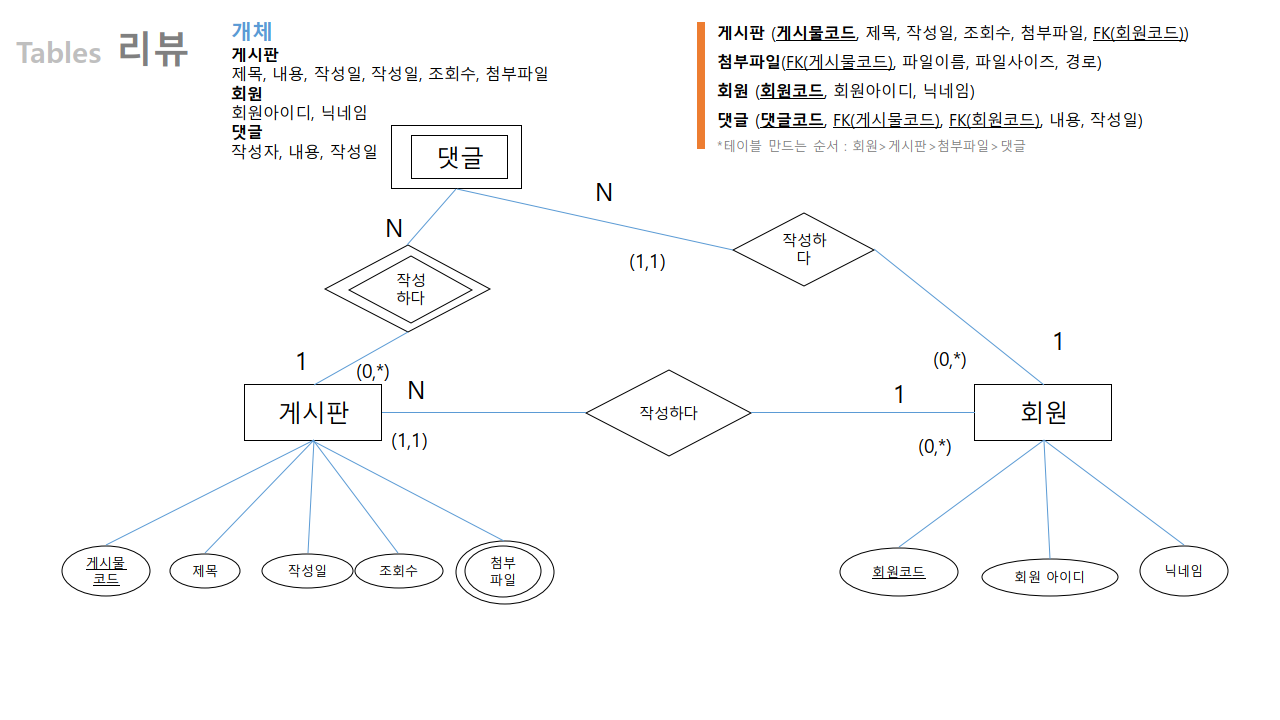 Tables 리뷰
개체
게시판
제목, 내용, 작성일, 작성일, 조회수, 첨부파일
회원
회원아이디, 닉네임
댓글
작성자, 내용, 작성일
게시판 (게시물코드, 제목, 작성일, 조회수, 첨부파일, FK(회원코드))
첨부파일(FK(게시물코드), 파일이름, 파일사이즈, 경로)
회원 (회원코드, 회원아이디, 닉네임)
댓글 (댓글코드, FK(게시물코드), FK(회원코드), 내용, 작성일)
*테이블 만드는 순서 : 회원>게시판>첨부파일>댓글
댓글
N
N
작성하
다
(1,1)
작성
하다
1
(0,*)
1
(0,*)
N
1
게시판
작성하다
회원
(1,1)
(0,*)
게시물
코드
제목
작성일
조회수
첨부
파일
회원코드
회원 아이디
닉네임